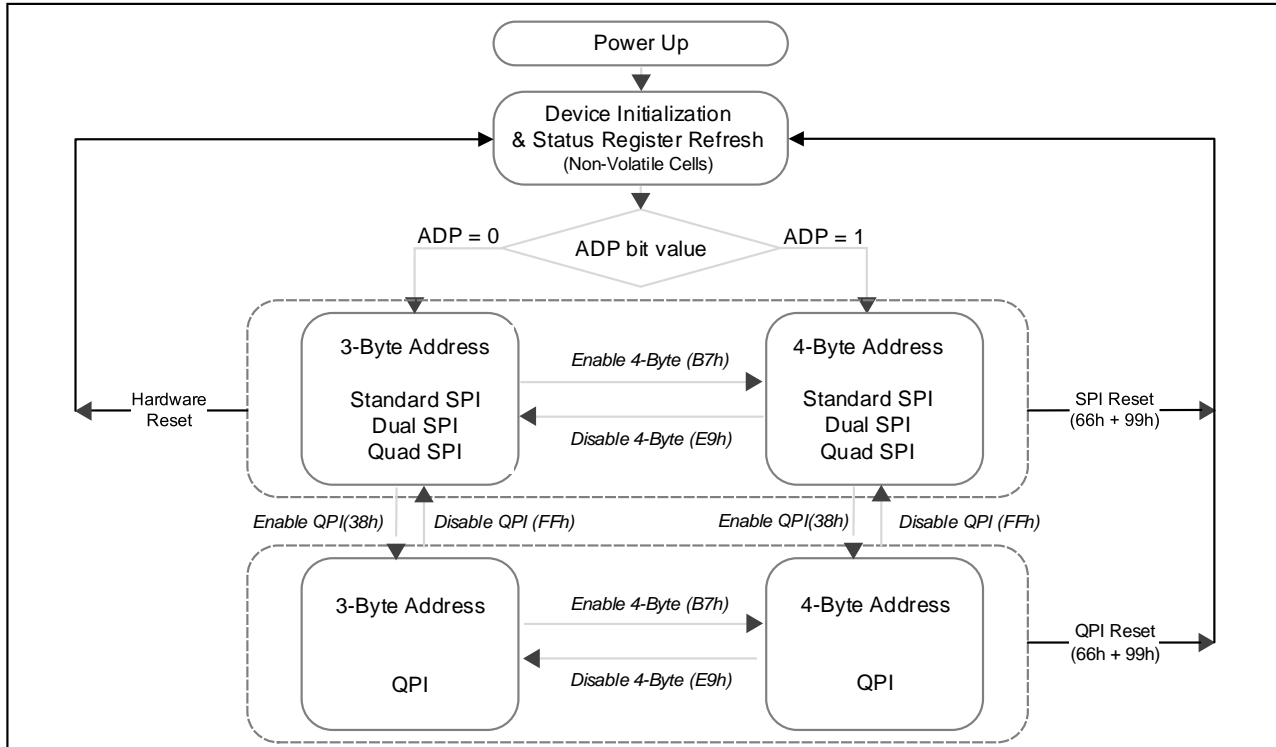 Power Up
Device Initialization
& Status Register Refresh
(Non-Volatile Cells)
ADP = 0
ADP bit value
ADP = 1
3-Byte Address
Standard SPI
Dual SPI
Quad SPI
Enable 4-Byte (B7h)
Disable 4-Byte (E9h)
4-Byte Address
Standard SPI
Dual SPI
Quad SPI
Hardware
Reset
SPI Reset
(66h + 99h)
Enable QPI(38h)
Disable QPI (FFh)
Enable QPI(38h)
Disable QPI (FFh)
3-Byte Address
QPI
Enable 4-Byte (B7h)
Disable 4-Byte (E9h)
4-Byte Address
QPI
QPI Reset
(66h + 99h)